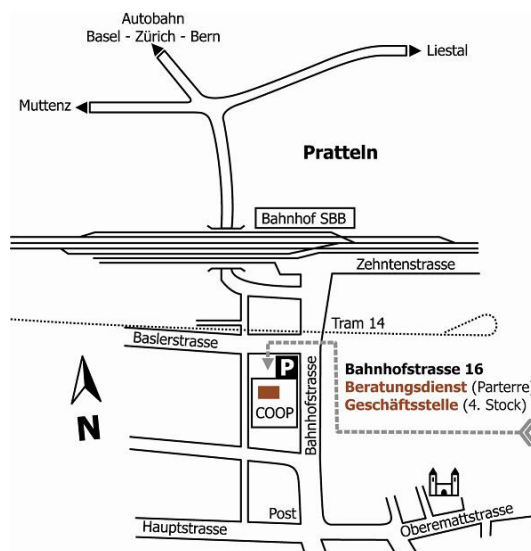 Autobahn
Basel - Zürich - Bern
Liestal
Muttenz
Pratteln
Bahnhof SBB
Zehntenstrasse
Tram 14
Baslerstrasse
P
Bahnhofstrasse 16
Beratungsdienst (Parterre)
Geschäftsstelle (4. Stock)
COOP
Bahnhofstrasse
N
Post
Hauptstrasse
Oberemattstrasse